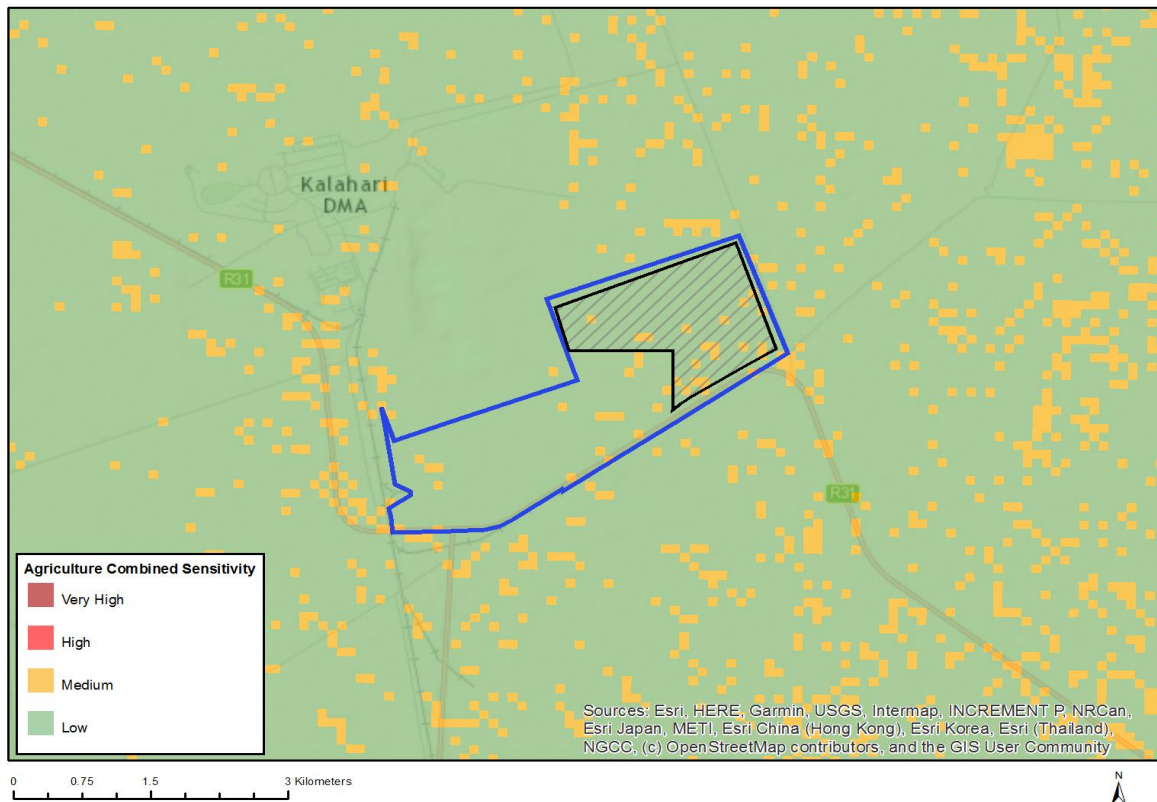 Kalahari
DMA
R31
R31
Agriculture Combined Sensitivity
Very High
High
Medium
Low
Sources: Esri, HERE, Garmin, USGS, Intermap, INCREMENT P, NRCan,
Esri Japan, METI, Esri China (Hong Kong), Esri Korea, Esri (Thailand),
NGCC, (c) OpenStreetMap contributors, and the GIS User Community
0 0.75 1.5 3 Kilometers
N